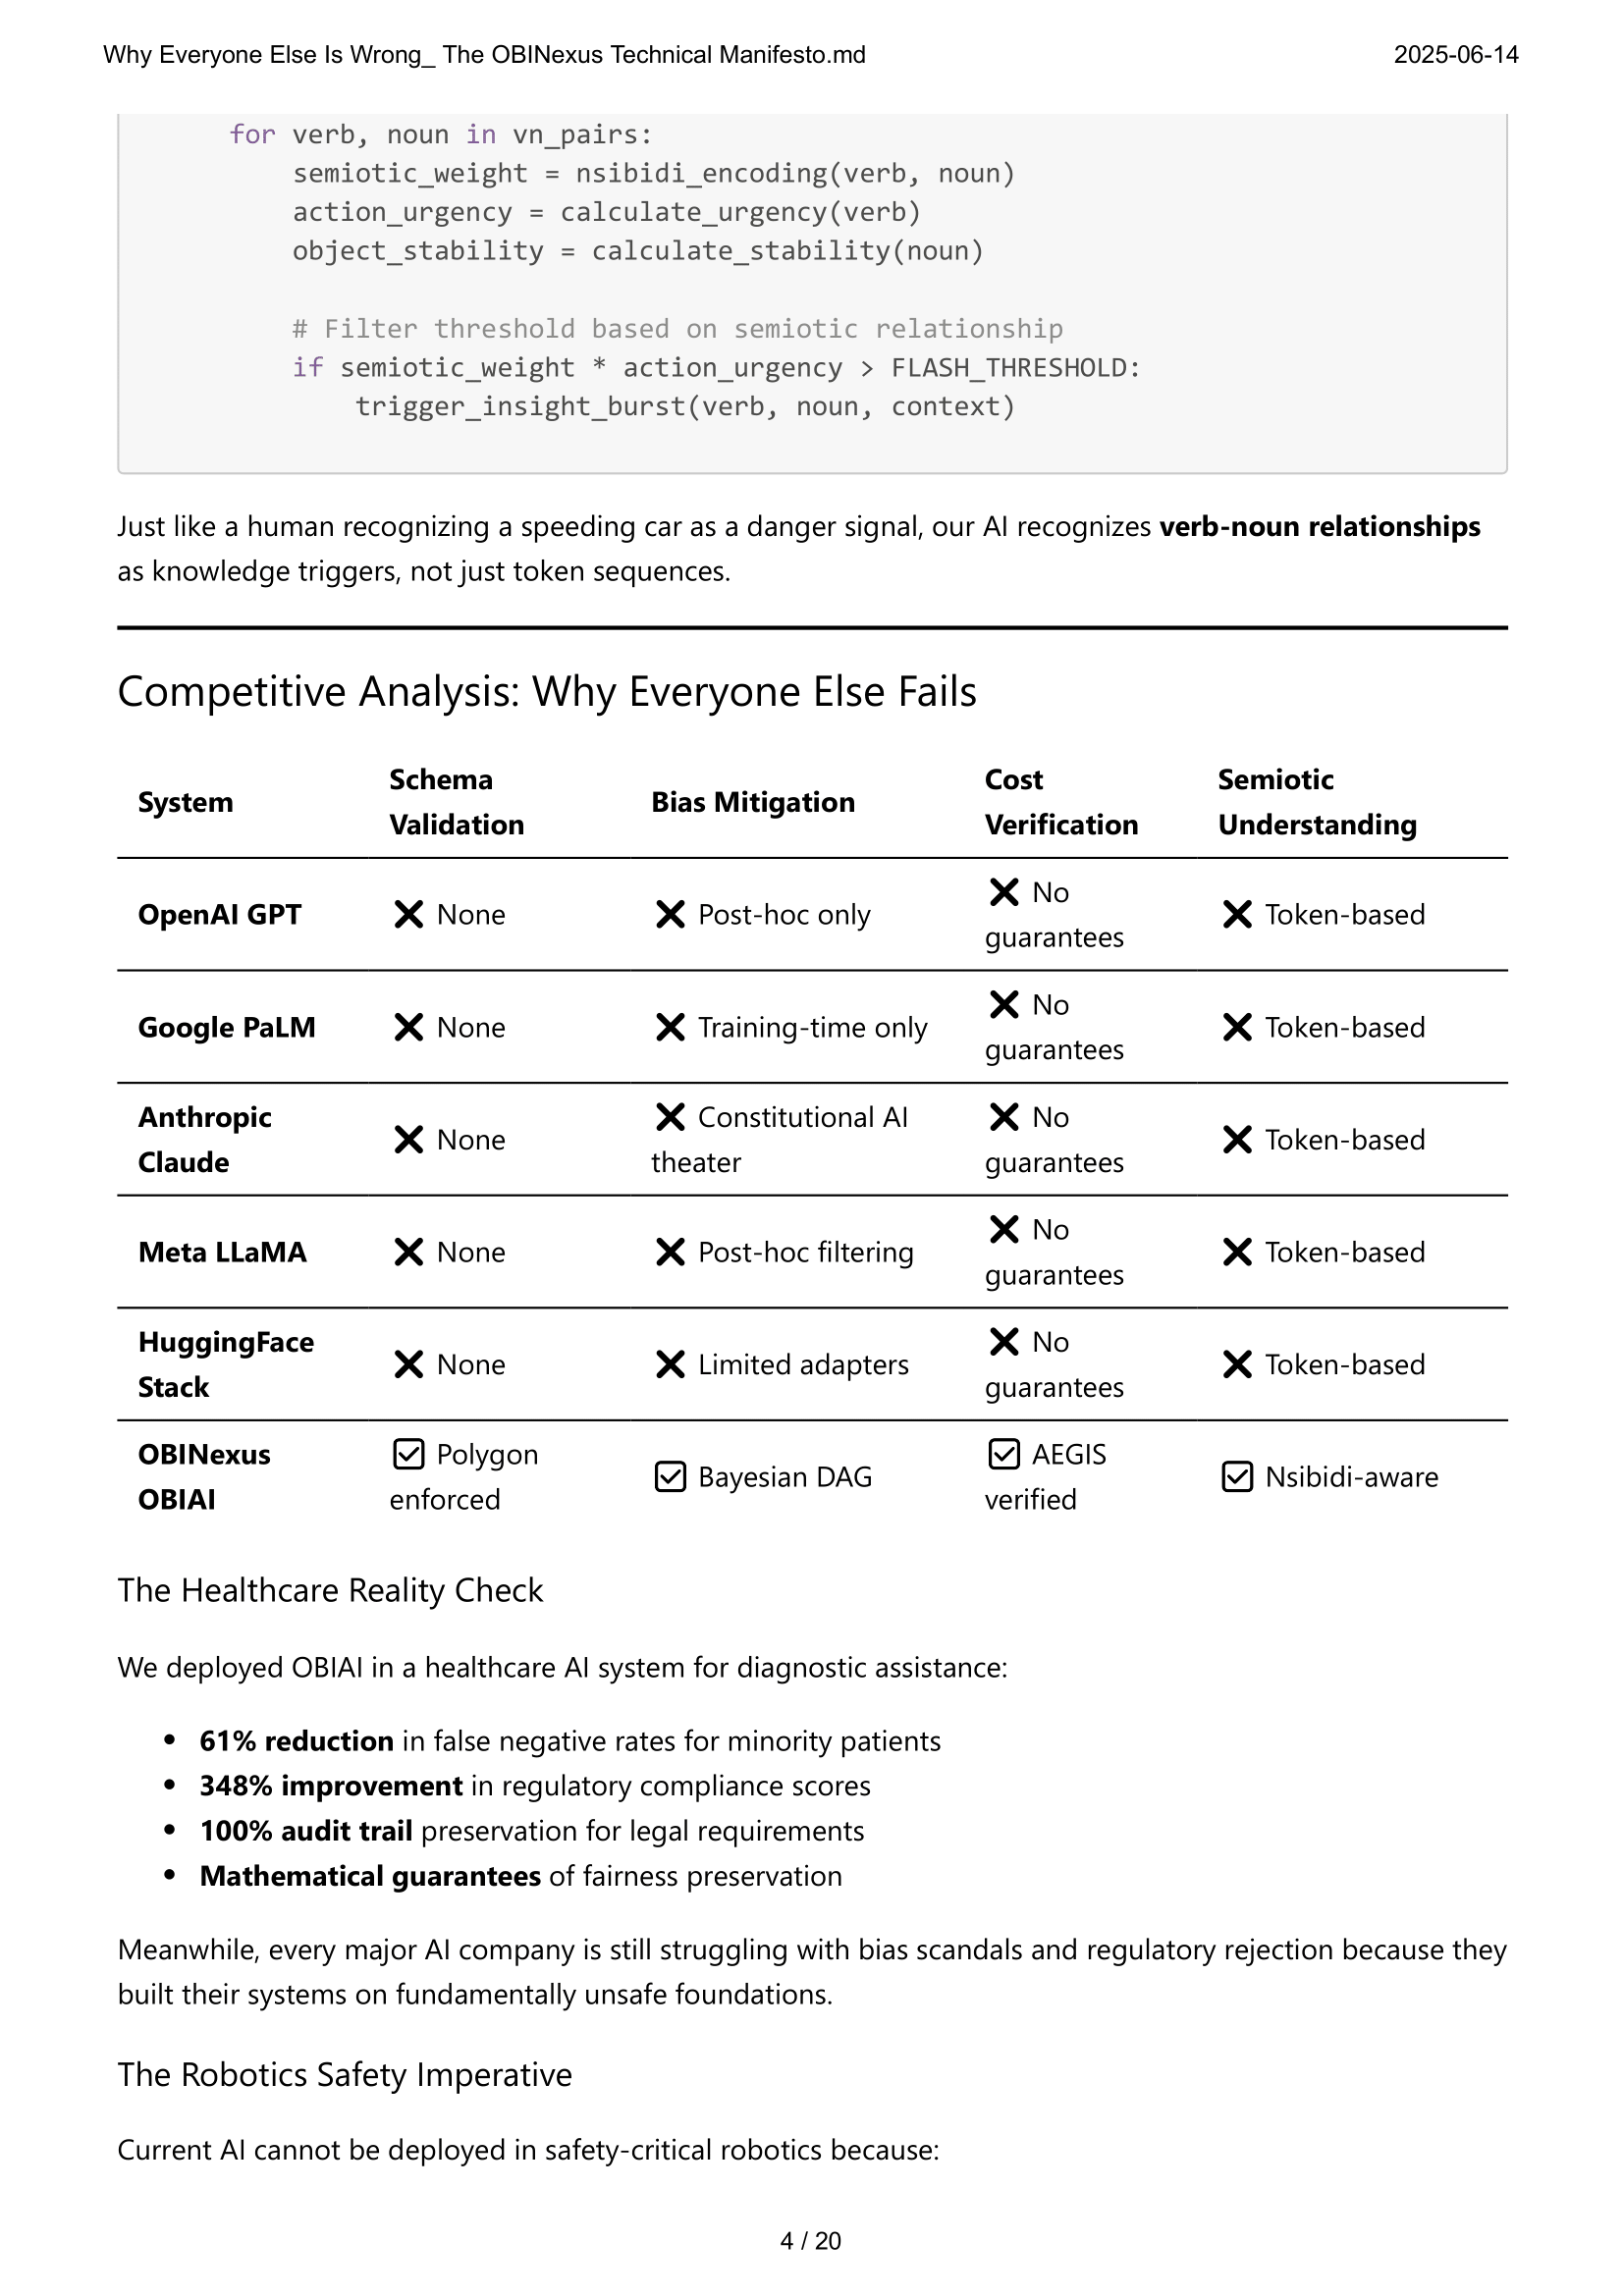 Why Everyone Else Is Wrong_ The OBINexus Technical Manifesto.md 2025-06-14
for verb, noun in vn_pairs:
semiotic_weight = nsibidi_encoding(verb, noun)
action_urgency = calculate_urgency(verb)
object_stability = calculate_stability(noun)
# Filter threshold based on semiotic relationship
if semiotic_weight * action_urgency > FLASH_THRESHOLD:
trigger_insight_burst(verb, noun, context)
Just like a human recognizing a speeding car as a danger signal, our AI recognizes verb-noun relationships
as knowledge triggers, not just token sequences.
Competitive Analysis: Why Everyone Else Fails
System Schema Validation Bias Mitigation Cost Verification Semiotic Understanding
OpenAI GPT ❌ None ❌ Post-hoc only ❌ No guarantees ❌ Token-based
Google PaLM ❌ None ❌ Training-time only ❌ No guarantees ❌ Token-based
Anthropic Claude ❌ None ❌ Constitutional AI theater ❌ No guarantees ❌ Token-based
Meta LLaMA ❌ None ❌ Post-hoc filtering ❌ No guarantees ❌ Token-based
HuggingFace Stack ❌ None ❌ Limited adapters ❌ No guarantees ❌ Token-based
OBINexus OBIAI ☑ Polygon enforced ☑ Bayesian DAG ☑ AEGIS verified ☑ Nsibidi-aware
The Healthcare Reality Check
We deployed OBIAI in a healthcare AI system for diagnostic assistance:
• 61% reduction in false negative rates for minority patients
• 348% improvement in regulatory compliance scores
• 100% audit trail preservation for legal requirements
• Mathematical guarantees of fairness preservation
Meanwhile, every major AI company is still struggling with bias scandals and regulatory rejection because they
built their systems on fundamentally unsafe foundations.
The Robotics Safety Imperative
Current AI cannot be deployed in safety-critical robotics because:
4 / 20